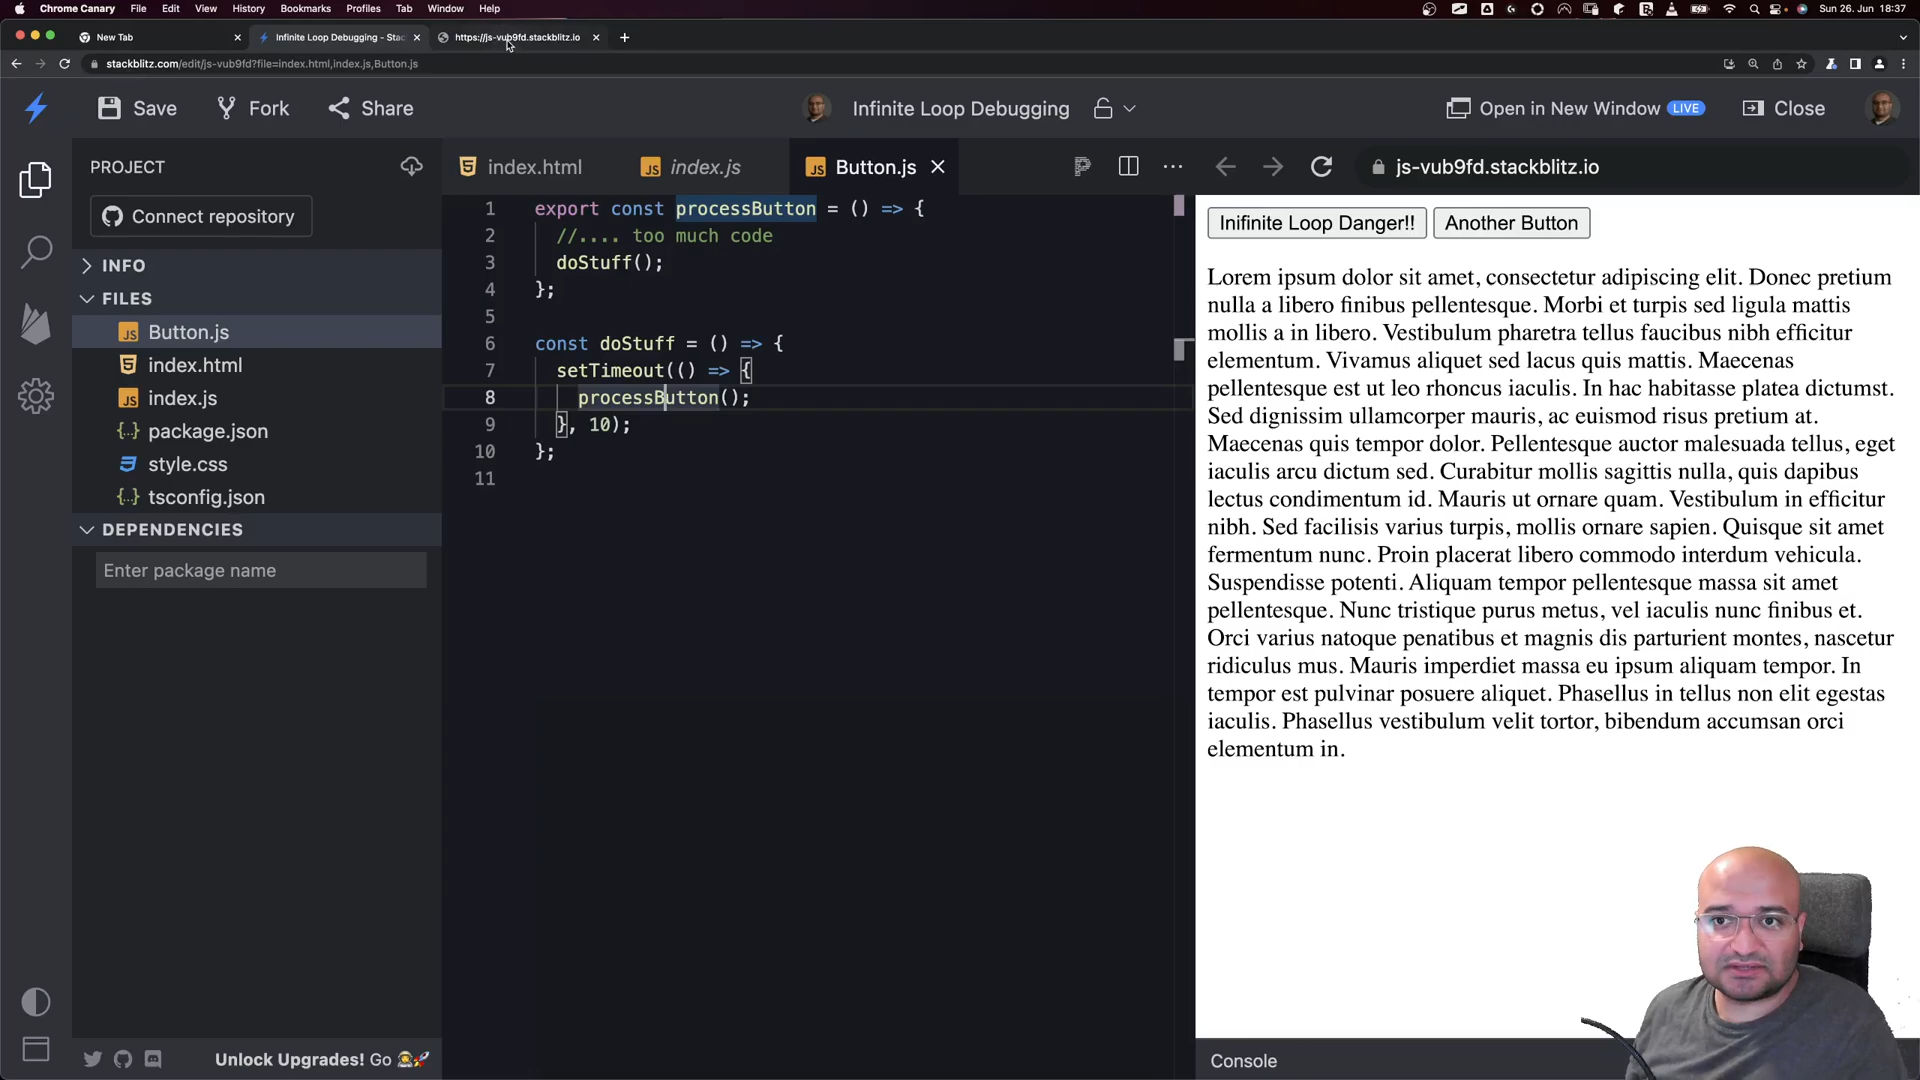 Chrome Canary File Edit View History Bookmarks Profiles Tab Window Help Sun 26. Jun 18:37
New Tab Infinite Loop Debugging - Stac https://js-vub9fd.stackblitz.io
stackblitz.com/edit/js-vub9fd?file=index.html,index.js,Button.js
Save Fork Share Infinite Loop Debugging Open in New Window LIVE Close
PROJECT
Connect repository
INFO
FILES
JS Button.js
index.html
JS index.js
{··} package.json
style.css
{··} tsconfig.json
DEPENDENCIES
Enter package name
Unlock Upgrades! Go
index.html JS index.js JS Button.js
1 export const processButton = () => {
2 //.... too much code
3 doStuff();
4 };
5
6 const doStuff = () => {
7 setTimeout(() => {
8 processButton();
9 }, 10);
10 };
11
js-vub9fd.stackblitz.io
Inifinite Loop Danger!! Another Button
Lorem ipsum dolor sit amet, consectetur adipiscing elit. Donec pretium
nulla a libero finibus pellentesque. Morbi et turpis sed ligula mattis
mollis a in libero. Vestibulum pharetra tellus faucibus nibh efficitur
elementum. Vivamus aliquet sed lacus quis mattis. Maecenas
pellentesque est ut leo rhoncus iaculis. In hac habitasse platea dictumst.
Sed dignissim ullamcorper mauris, ac euismod risus pretium at.
Maecenas quis tempor dolor. Pellentesque auctor malesuada tellus, eget
iaculis arcu dictum sed. Curabitur mollis sagittis nulla, quis dapibus
lectus condimentum id. Mauris ut ornare quam. Vestibulum in efficitur
nibh. Sed facilisis varius turpis, mollis ornare sapien. Quisque sit amet
fermentum nunc. Proin placerat libero commodo interdum vehicula.
Suspendisse potenti. Aliquam tempor pellentesque massa sit amet
pellentesque. Nunc tristique purus metus, vel iaculis nunc finibus et.
Orci varius natoque penatibus et magnis dis parturient montes, nascetur
ridiculus mus. Mauris imperdiet massa eu ipsum aliquam tempor. In
tempor est pulvinar posuere aliquet. Phasellus in tellus non elit egestas
iaculis. Phasellus vestibulum velit tortor, bibendum accumsan orci
elementum in.
Console